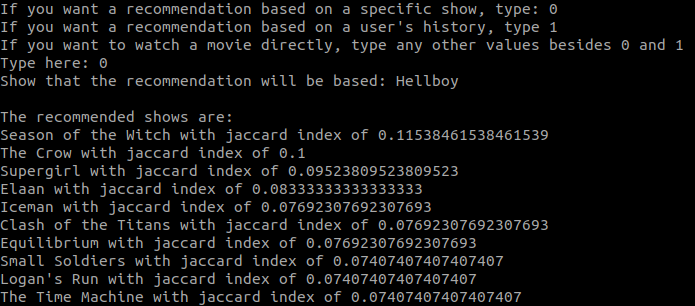 If you want a recommendation based on a specific show, type: 0
If you want a recommendation based on a user's history, type 1
If you want to watch a movie directly, type any other values besides 0 and 1
Type here: 0
Show that the recommendation will be based: Hellboy

The recommended shows are:
Season of the Witch with jaccard index of 0.11538461538461539
The Crow with jaccard index of 0.1
Supergirl with jaccard index of 0.09523809523809523
Elaan with jaccard index of 0.08333333333333333
Iceman with jaccard index of 0.07692307692307693
Clash of the Titans with jaccard index of 0.07692307692307693
Equilibrium with jaccard index of 0.07692307692307693
Small Soldiers with jaccard index of 0.07407407407407407
Logan's Run with jaccard index of 0.07407407407407407
The Time Machine with jaccard index of 0.07407407407407407